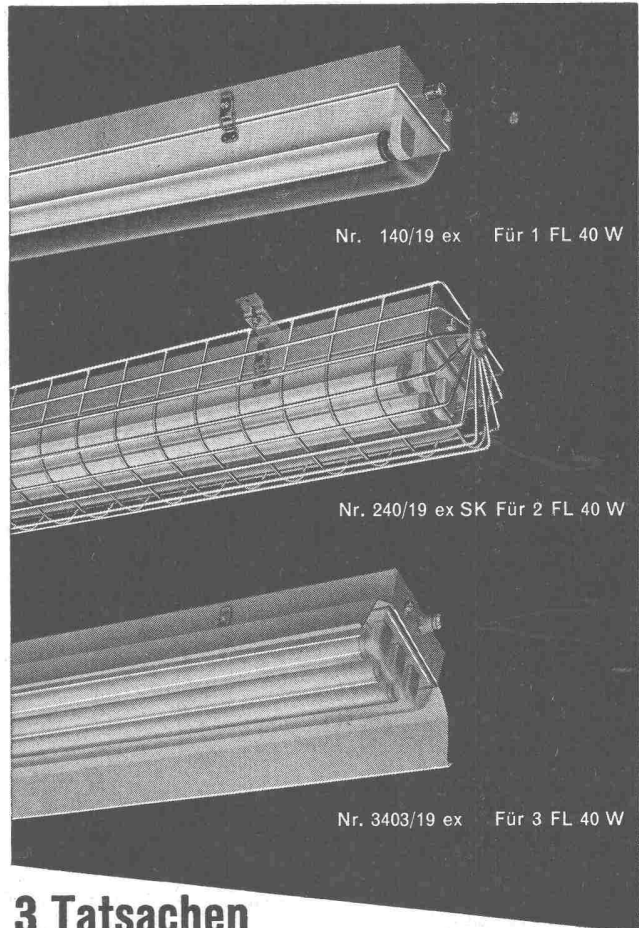 Nr. 140/19 ex Für 1 FL 40 W
Nr. 240/19 ex SK Für 2 FL 40 W
Nr. 3403/19 ex Für 3 FL 40 W
3 Tatsachen